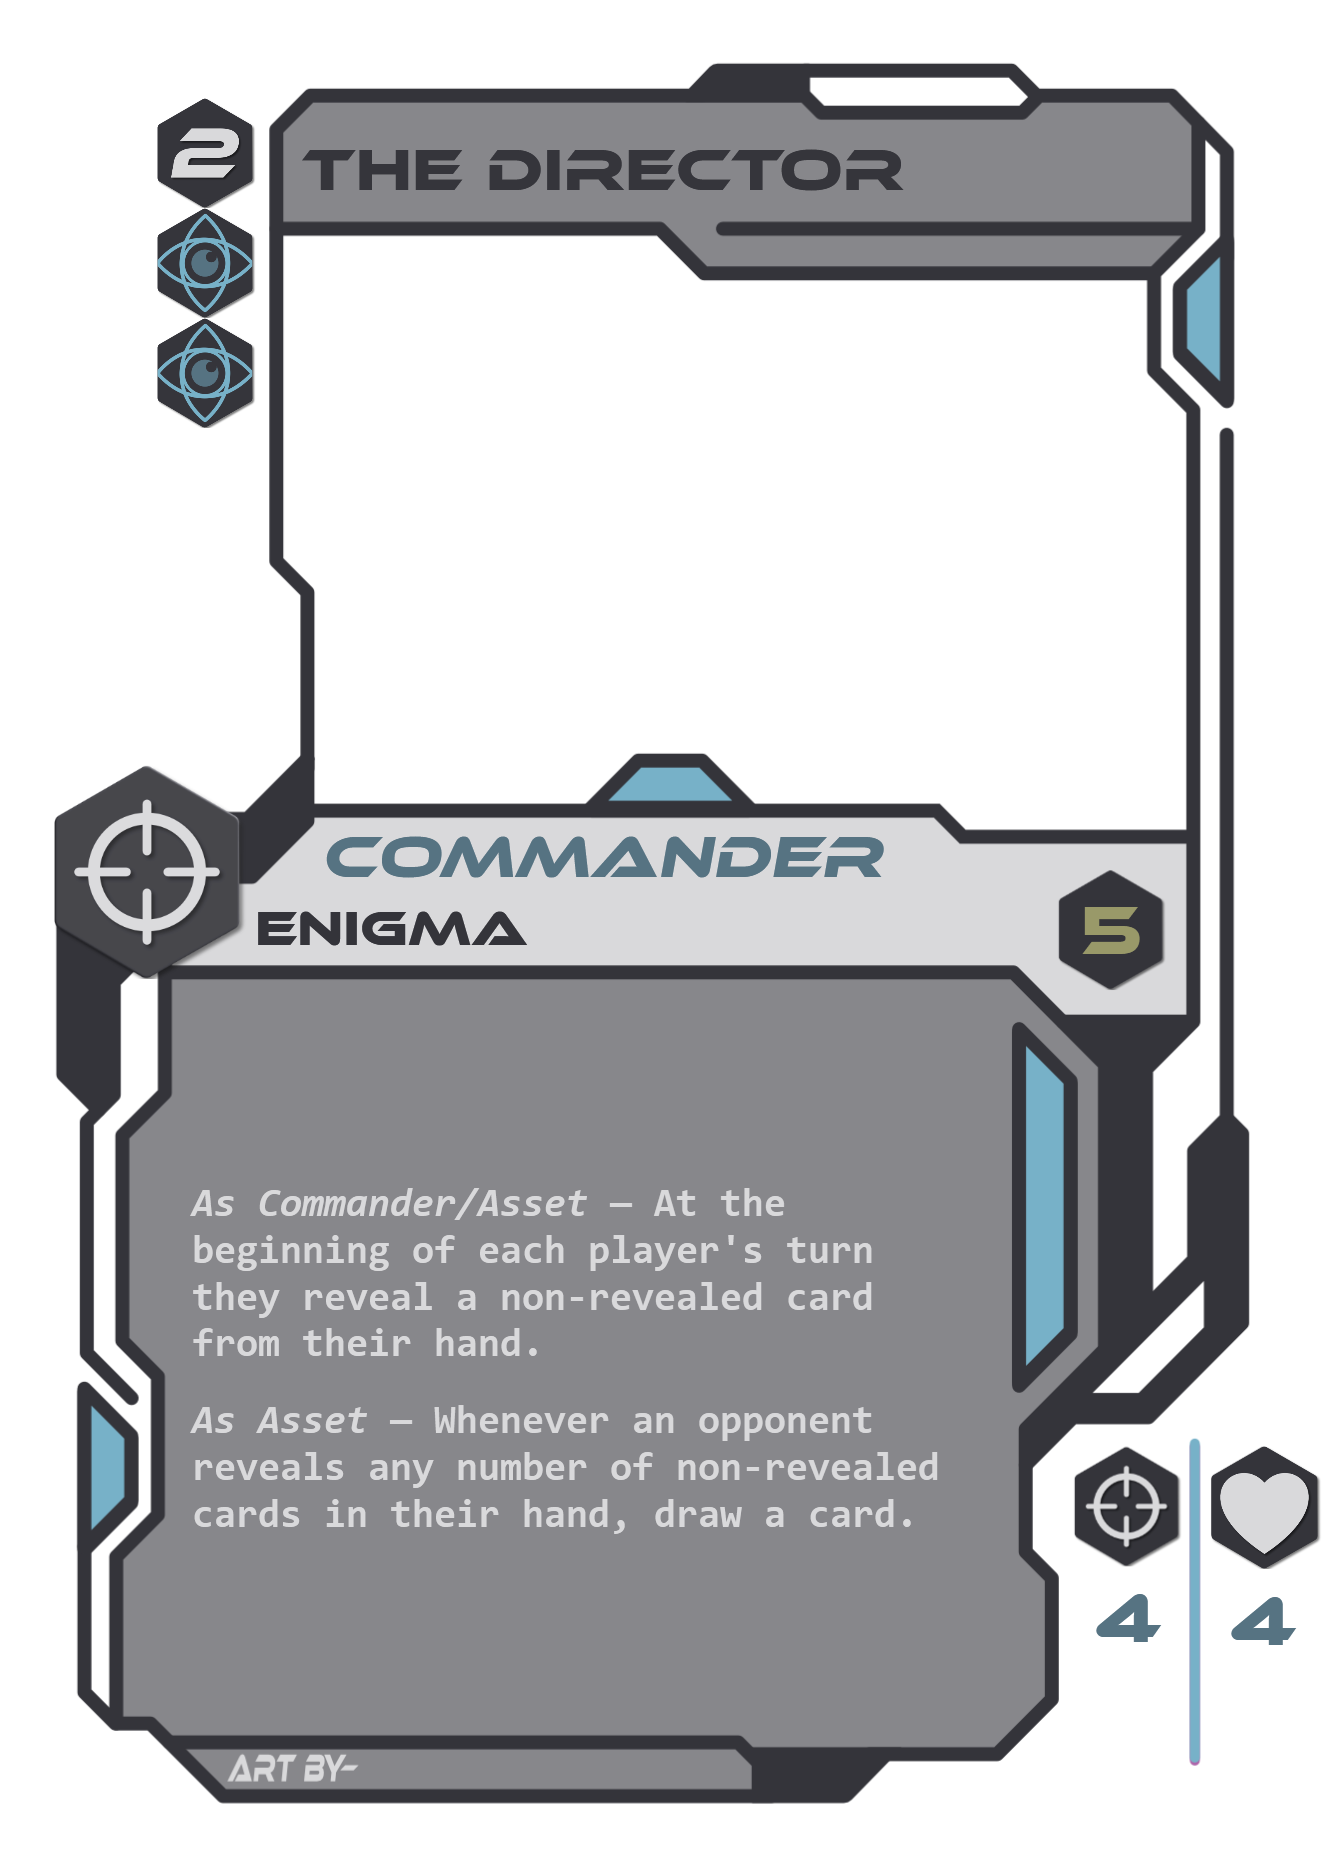 2
THE DIRECTOR
COMMANDER
ENIGMA
5
As Commander/Asset — At the
beginning of each player's turn
they reveal a non-revealed card
from their hand.
As Asset — Whenever an opponent
reveals any number of non-revealed
cards in their hand, draw a card.
4
4
ART BY-